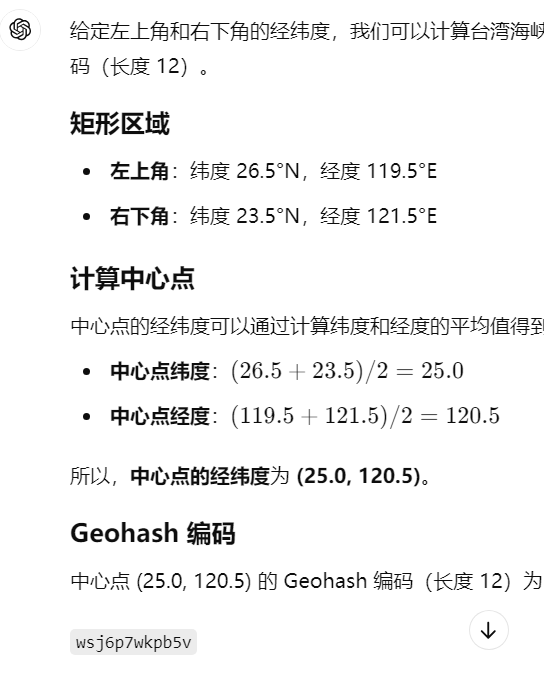 给定左上角和右下角的经纬度，我们可以计算台湾海峡
码（长度 12）。
矩形区域
• 左上角：纬度 26.5°N，经度 119.5°E
• 右下角：纬度 23.5°N，经度 121.5°E
计算中心点
中心点的经纬度可以通过计算纬度和经度的平均值得到
• 中心点纬度：(26.5 + 23.5)/2 = 25.0
• 中心点经度：(119.5 + 121.5)/2 = 120.5
所以，中心点的经纬度为 (25.0, 120.5)。
Geohash 编码
中心点 (25.0, 120.5) 的 Geohash 编码（长度 12）为
wsj6p7wkpb5v